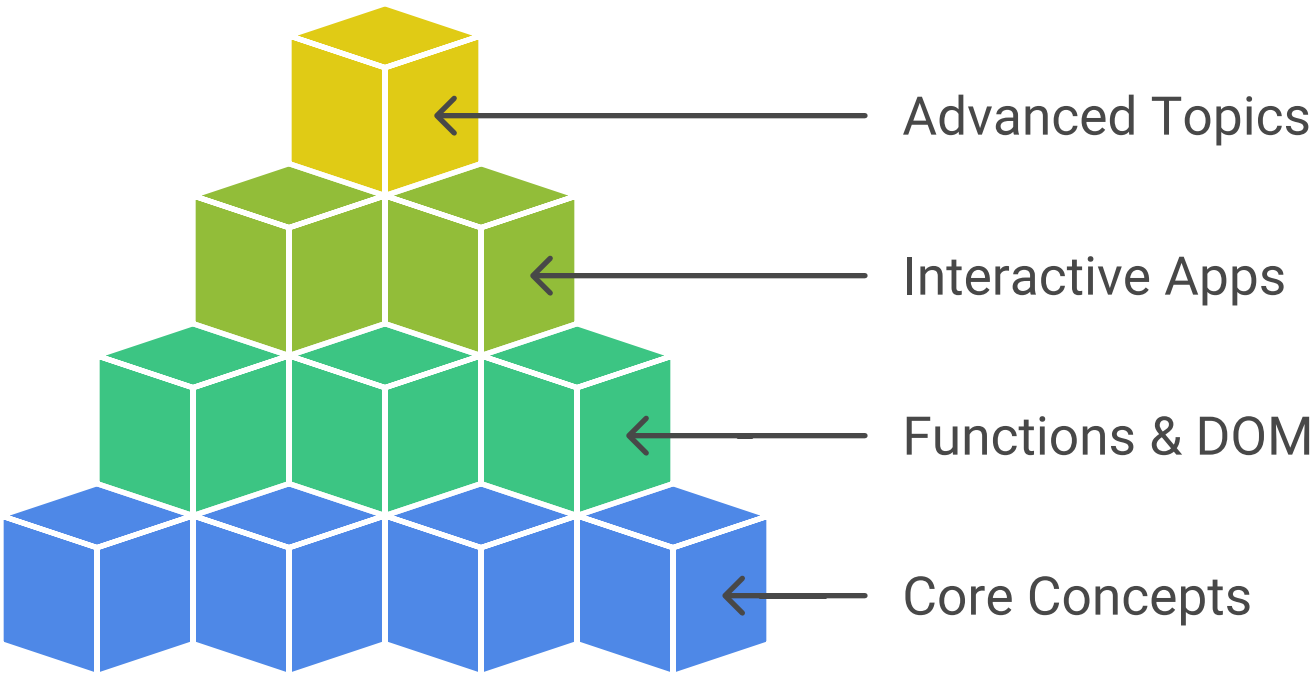 Advanced Topics
Interactive Apps
Functions & DOM
Core Concepts